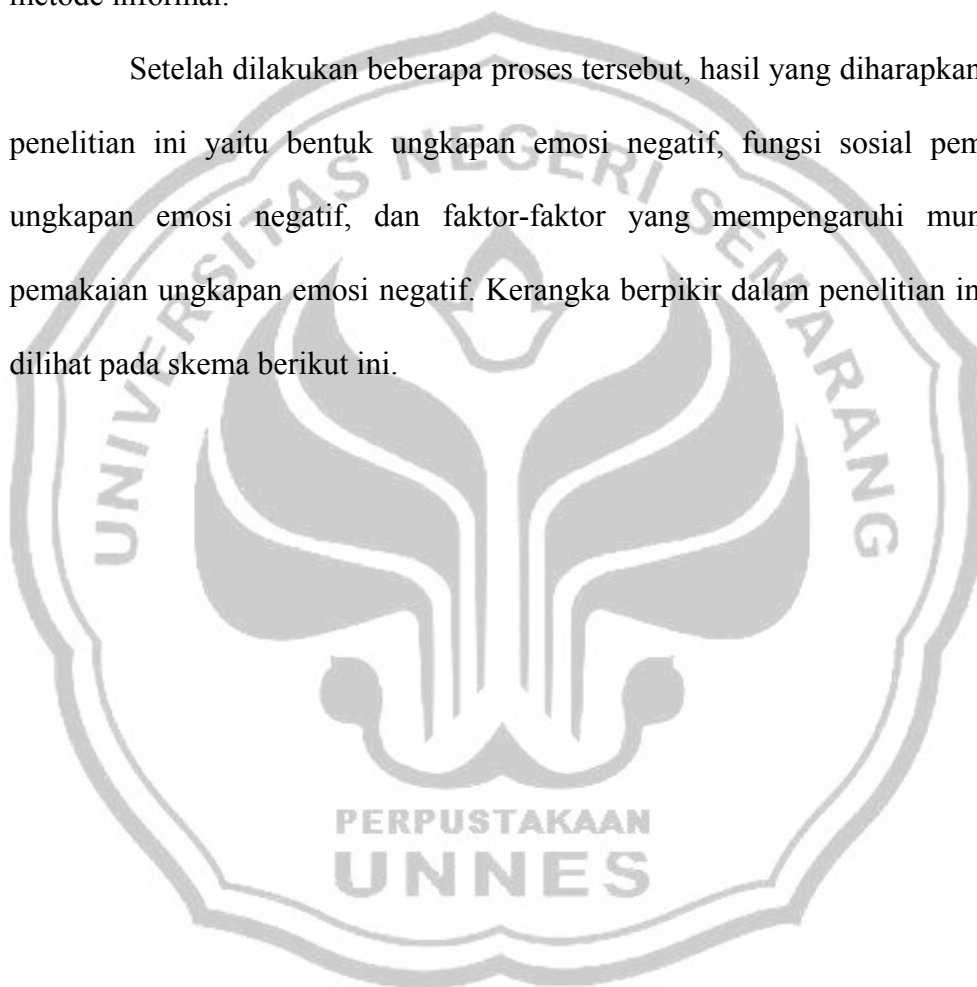 metode informal.
Setelah dilakukan beberapa proses tersebut, hasil yang diharapkan
penelitian ini yaitu bentuk ungkapan emosi negatif, fungsi sosial pem
ungkapan emosi negatif, dan faktor-faktor yang mempengaruhi mun
pemakaian ungkapan emosi negatif. Kerangka berpikir dalam penelitian in
dilihat pada skema berikut ini.
UNIVERSITAS NEGERI SEMARANG
PERPUSTAKAAN
UNNES